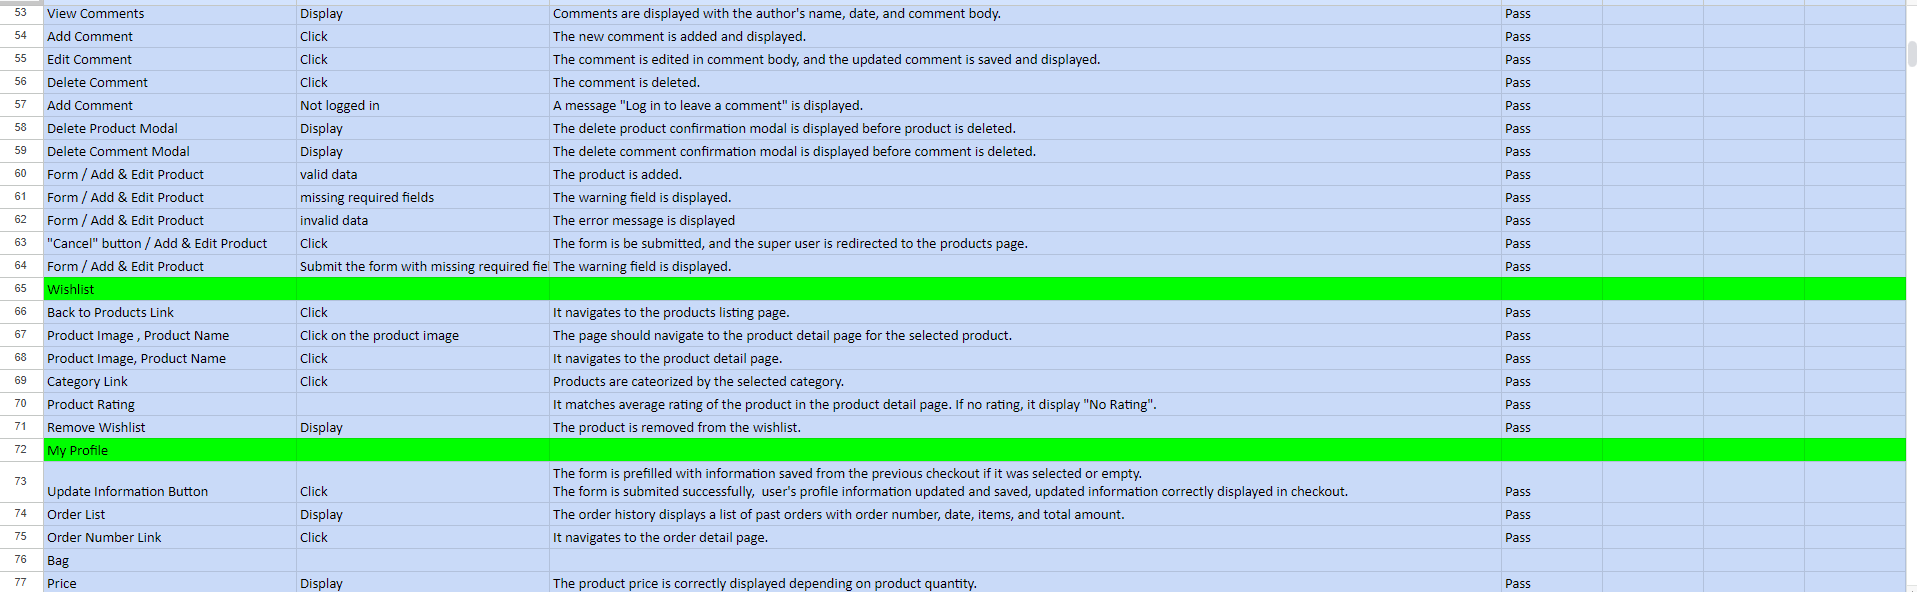 53 View Comments Display Comments are displayed with the author's name, date, and comment body. Pass
54 Add Comment Click The new comment is added and displayed. Pass
55 Edit Comment Click The comment is edited in comment body, and the updated comment is saved and displayed. Pass
56 Delete Comment Click The comment is deleted. Pass
57 Add Comment Not logged in A message "Log in to leave a comment" is displayed. Pass
58 Delete Product Modal Display The delete product confirmation modal is displayed before product is deleted. Pass
59 Delete Comment Modal Display The delete comment confirmation modal is displayed before comment is deleted. Pass
60 Form / Add & Edit Product valid data The product is added. Pass
61 Form / Add & Edit Product missing required fields The warning field is displayed. Pass
62 Form / Add & Edit Product invalid data The error message is displayed Pass
63 "Cancel" button / Add & Edit Product Click The form is be submitted, and the super user is redirected to the products page. Pass
64 Form / Add & Edit Product Submit the form with missing required fie The warning field is displayed. Pass
65 Wishlist
66 Back to Products Link Click It navigates to the products listing page. Pass
67 Product Image , Product Name Click on the product image The page should navigate to the product detail page for the selected product. Pass
68 Product Image, Product Name Click It navigates to the product detail page. Pass
69 Category Link Click Products are cateorized by the selected category. Pass
70 Product Rating It matches average rating of the product in the product detail page. If no rating, it display "No Rating". Pass
71 Remove Wishlist Display The product is removed from the wishlist. Pass
72 My Profile
The form is prefilled with information saved from the previous checkout if it was selected or empty.
73 Update Information Button Click The form is submited successfully,  user's profile information updated and saved, updated information correctly displayed in checkout. Pass
74 Order List Display The order history displays a list of past orders with order number, date, items, and total amount. Pass
75 Order Number Link Click It navigates to the order detail page. Pass
76 Bag
77 Price Display The product price is correctly displayed depending on product quantity. Pass